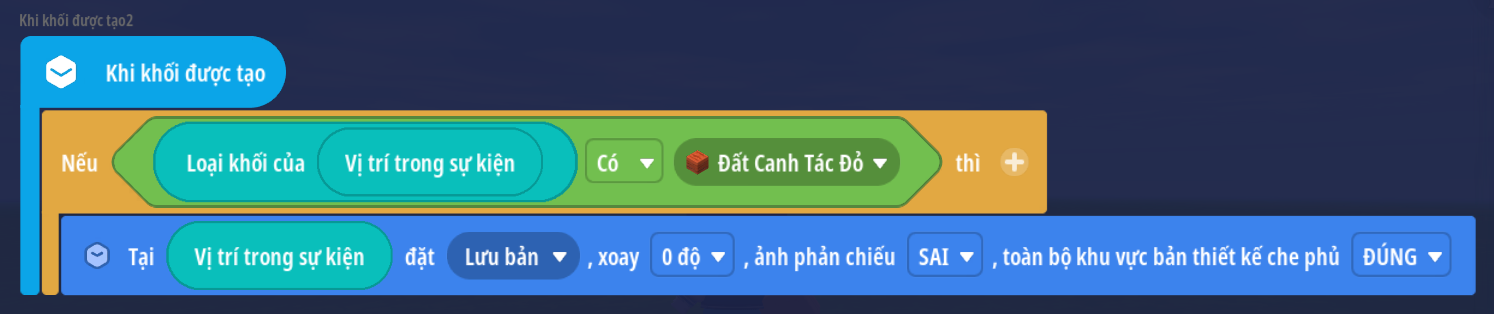 Khi khối được tạo2
Khi khối được tạo
Nếu Loại khối của Vị trí trong sự kiện Có Đất Canh Tác Đỏ thì
Tại Vị trí trong sự kiện đặt Lưu bản , xoay 0 độ , ảnh phản chiếu SAI , toàn bộ khu vực bản thiết kế che phủ ĐÚNG